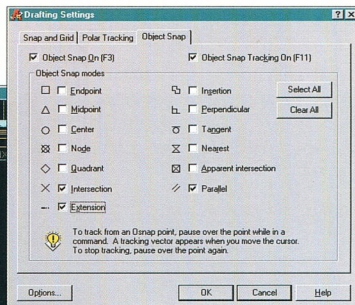 Drafting Settings
Snap and Grid Polar Tracking Object Snap
Object Snap On (F3) Object Snap Tracking On (F11)
Object Snap modes
Endpoint Insertion Select All
Midpoint Perpendicular Clear All
Center Tangent
Node Nearest
Quadrant Apparent intersection
Intersection Parallel
Extension
To track from an Osnap point, pause over the point while in a
command. A tracking vector appears when you move the cursor.
To stop tracking, pause over the point again.
Options... OK Cancel Help